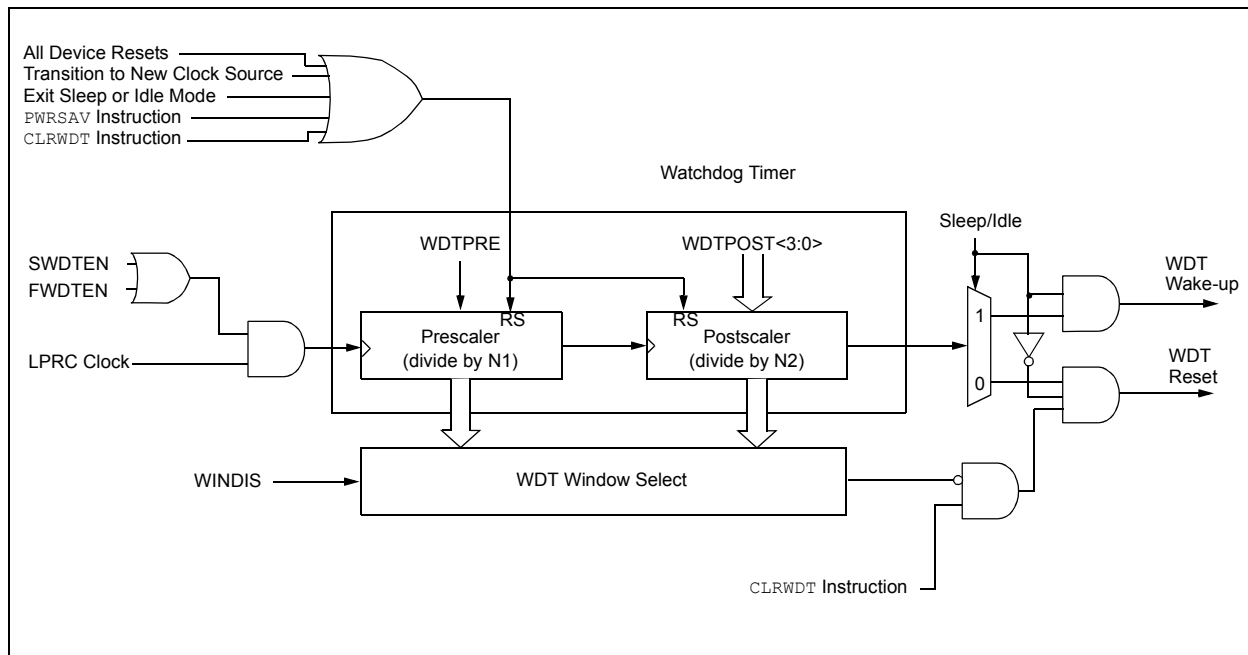 All Device Resets
Transition to New Clock Source
Exit Sleep or Idle Mode
PWRSAV Instruction
CLRWDT Instruction
Watchdog Timer
Sleep/Idle
WDTPRE
WDTPOST<3:0>
SWDTEN
FWDTEN
WDT
Wake-up
RS
RS
1
Prescaler
(divide by N1)
Postscaler
(divide by N2)
LPRC Clock
WDT
Reset
0
WINDIS
WDT Window Select
CLRWDT Instruction